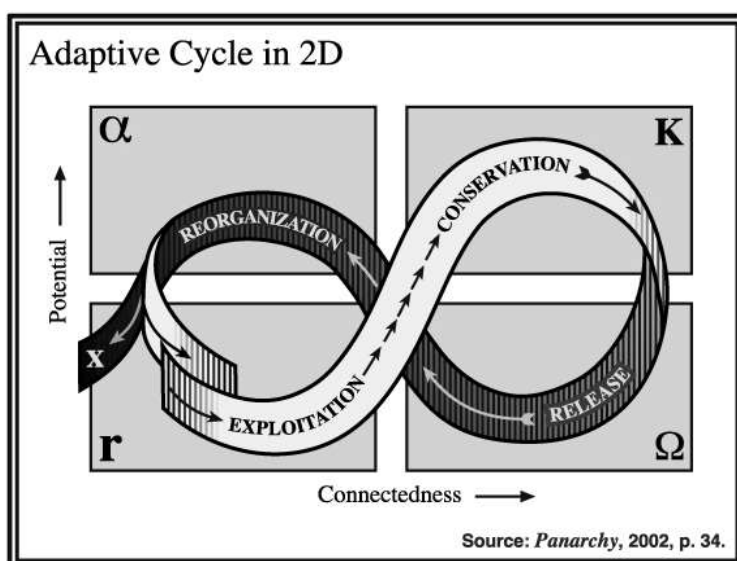 Adaptive Cycle in 2D
α
K
CONSERVATION
REORGANIZATION
Potential
x
EXPLOITATION
RELEASE
r
Ω
Connectedness
Source: Panarchy, 2002, p. 34.